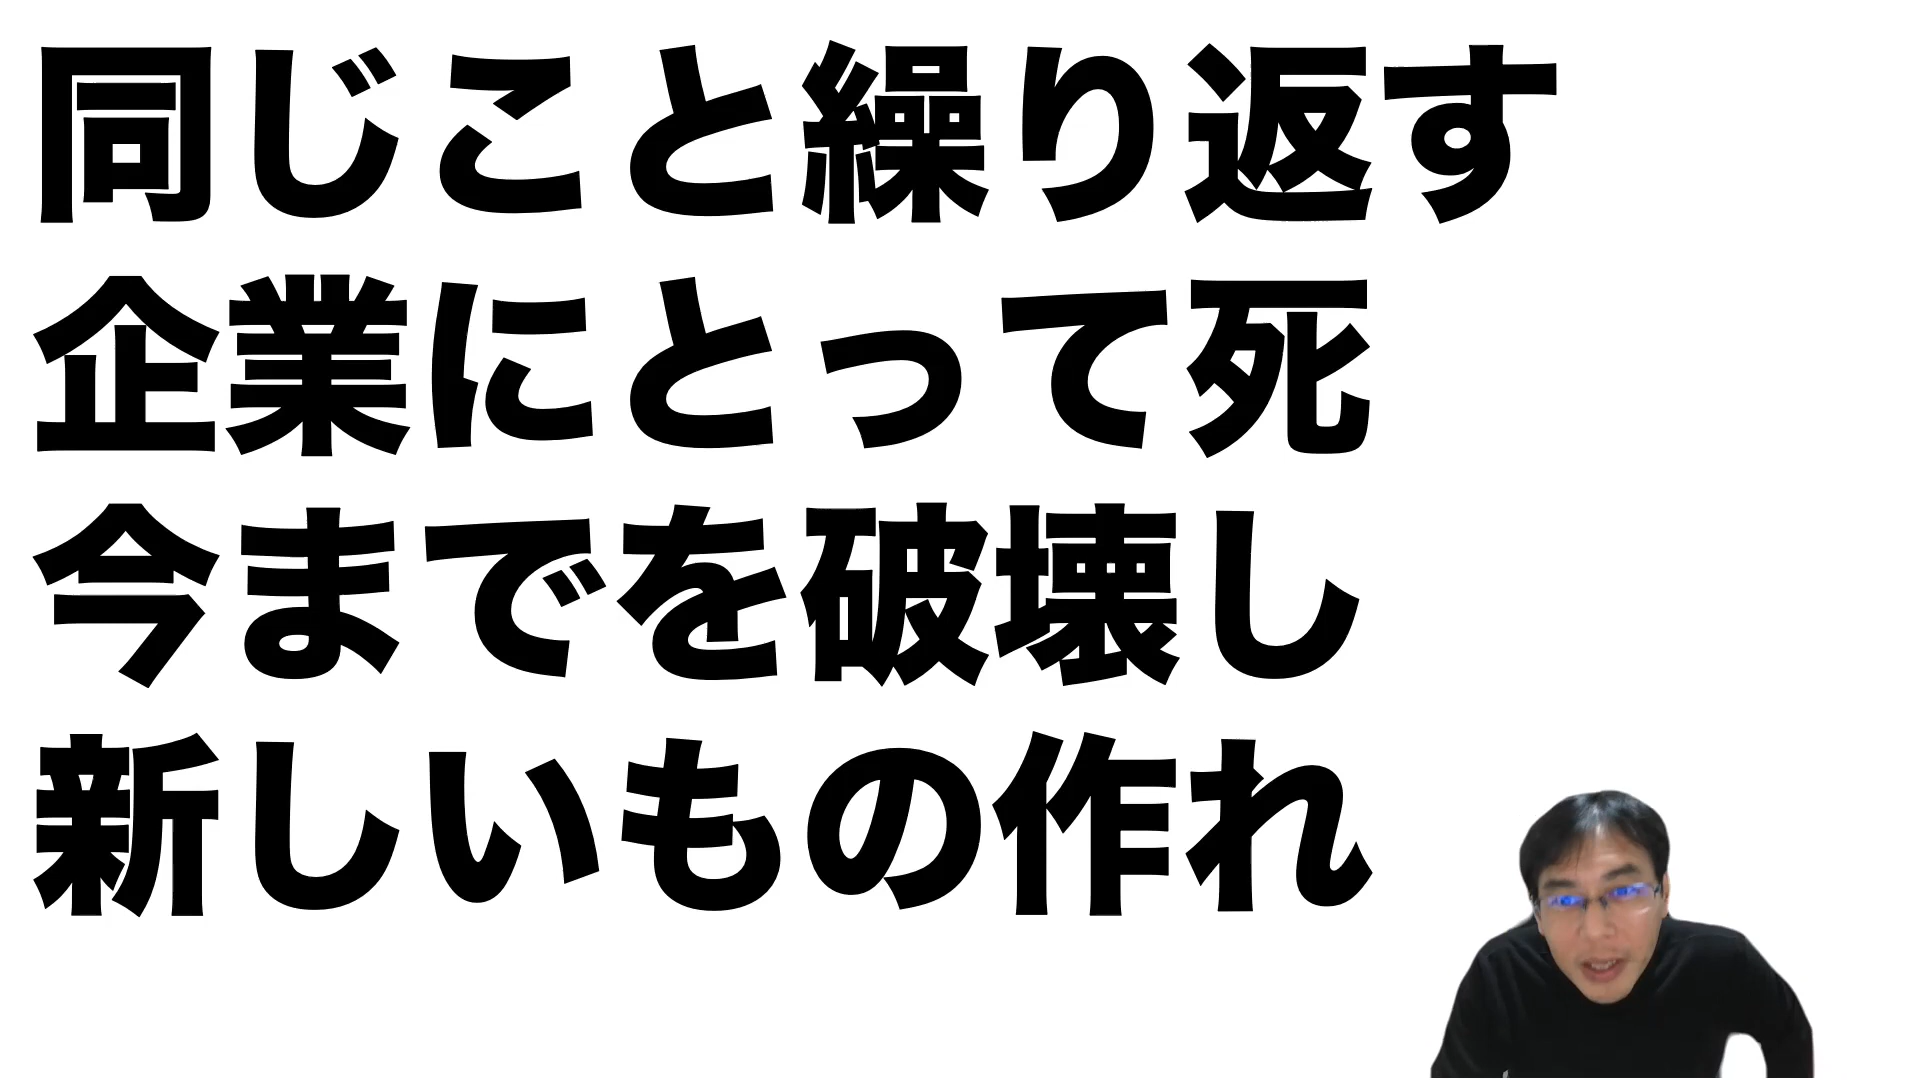 同じこと繰り返す
企業にとって死
今までを破壊し
新しいもの作れ